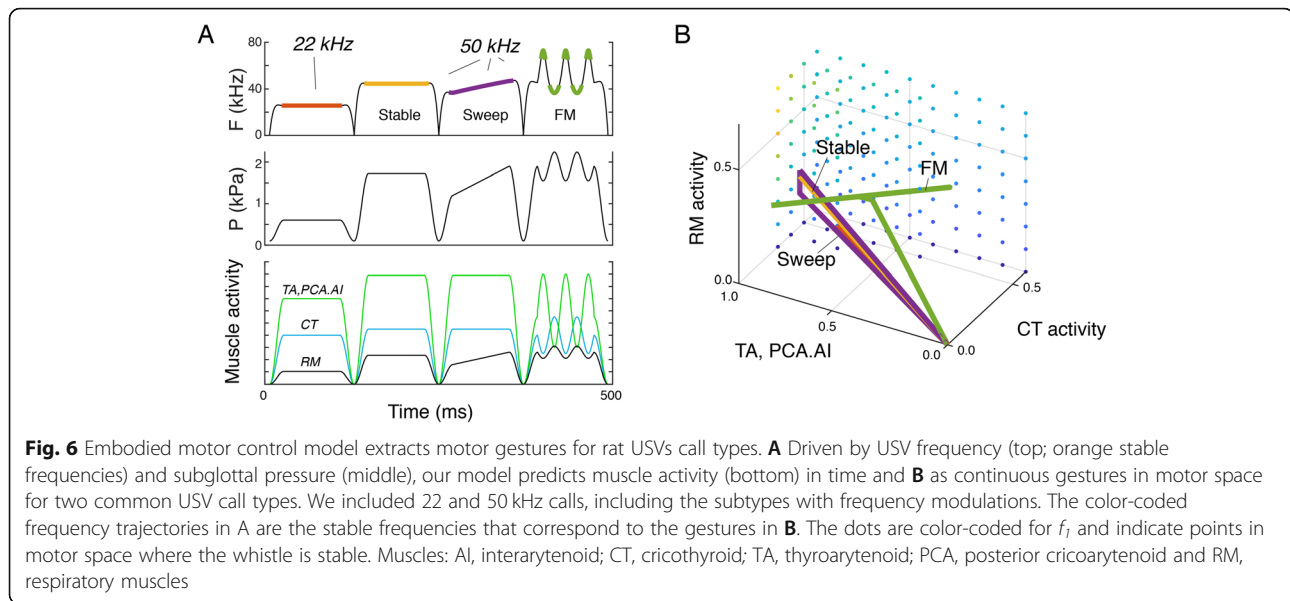 A
22 kHz
50 kHz
80
40
0
F (kHz)
Stable
Sweep
FM
2
1
0
P (kPa)
TA,PCA.AI
CT
RM
Muscle activity
0
500
Time (ms)
B
RM activity
0.5
0.0
Stable
FM
Sweep
1.0
0.5
0.0
TA, PCA.AI
0.0
0.5
CT activity
Fig. 6 Embodied motor control model extracts motor gestures for rat USVs call types. A Driven by USV frequency (top; orange stable
frequencies) and subglottal pressure (middle), our model predicts muscle activity (bottom) in time and B as continuous gestures in motor space
for two common USV call types. We included 22 and 50 kHz calls, including the subtypes with frequency modulations. The color-coded
frequency trajectories in A are the stable frequencies that correspond to the gestures in B. The dots are color-coded for f1 and indicate points in
motor space where the whistle is stable. Muscles: AI, interarytenoid; CT, cricothyroid; TA, thyroarytenoid; PCA, posterior cricoarytenoid and RM,
respiratory muscles